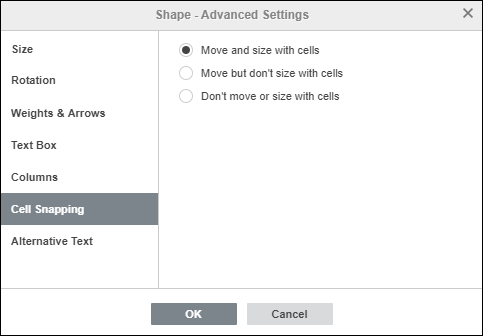 Shape - Advanced Settings
Size
Rotation
Weights & Arrows
Text Box
Columns
Cell Snapping
Alternative Text
Move and size with cells
Move but don't size with cells
Don't move or size with cells
OK
Cancel